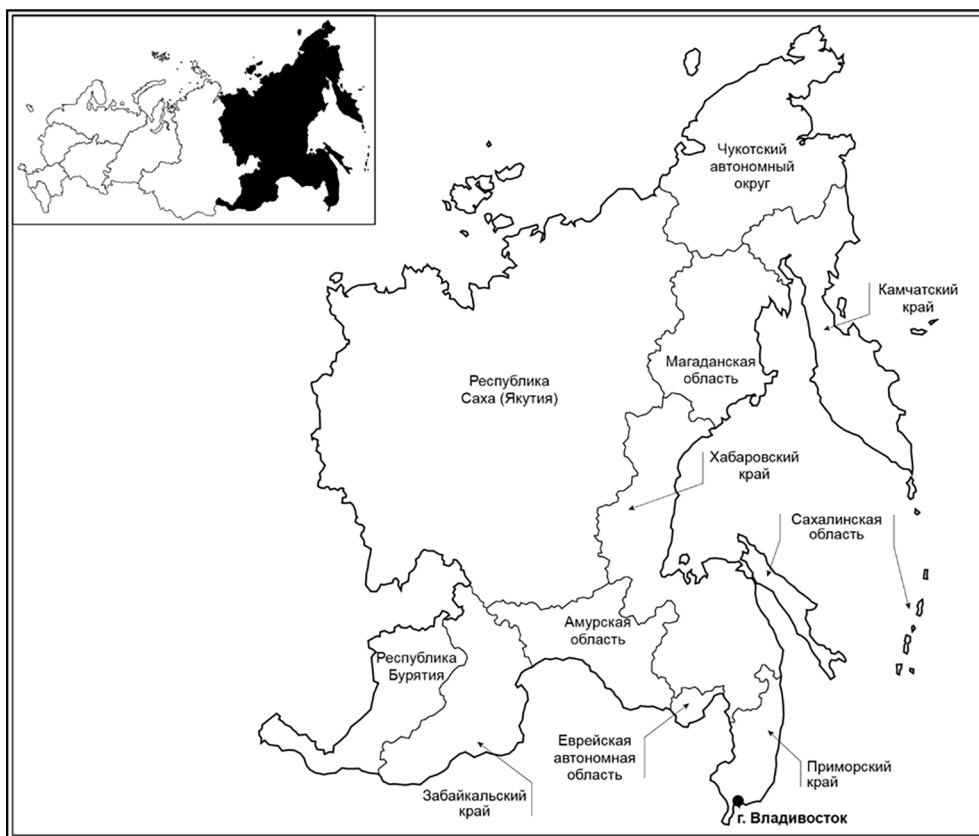 Чукотский
автономный
округ
Камчатский
край
Магаданская
область
Республика
Саха (Якутия)
Хабаровский
край
Сахалинская
область
Амурская
область
Республика
Бурятия
Еврейская
автономная
область
Приморский
край
Забайкальский
край
г. Владивосток